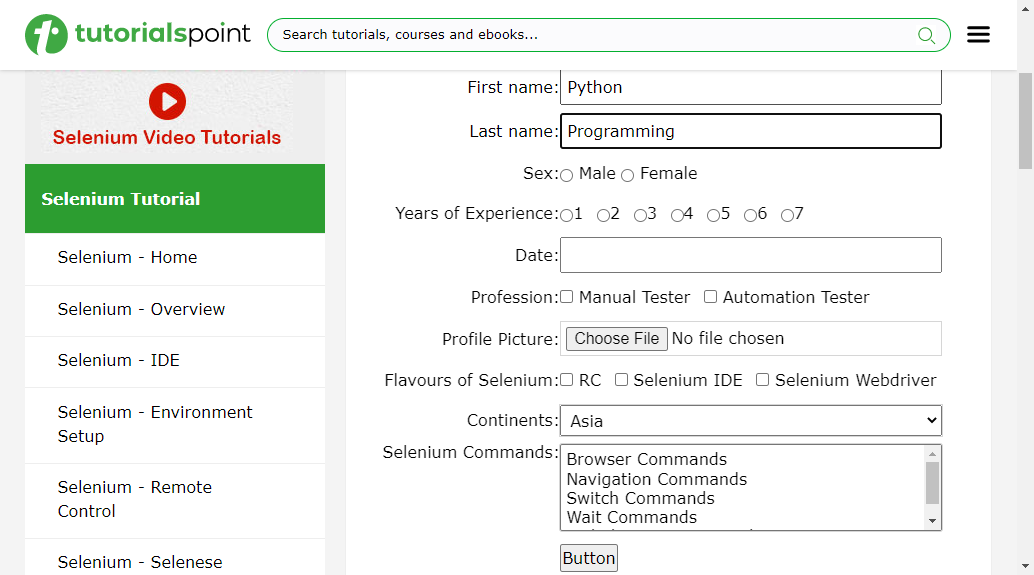 tutorialspoint
Search tutorials, courses and ebooks...
Selenium Video Tutorials
Selenium Tutorial
Selenium - Home
Selenium - Overview
Selenium - IDE
Selenium - Environment
Setup
Selenium - Remote
Control
Selenium - Selenese
First name: Python
Last name: Programming
Sex: Male Female
Years of Experience: 1 2 3 4 5 6 7
Date:
Profession: Manual Tester Automation Tester
Profile Picture: Choose File No file chosen
Flavours of Selenium: RC Selenium IDE Selenium Webdriver
Continents: Asia
Selenium Commands: Browser Commands
Navigation Commands
Switch Commands
Wait Commands
Button